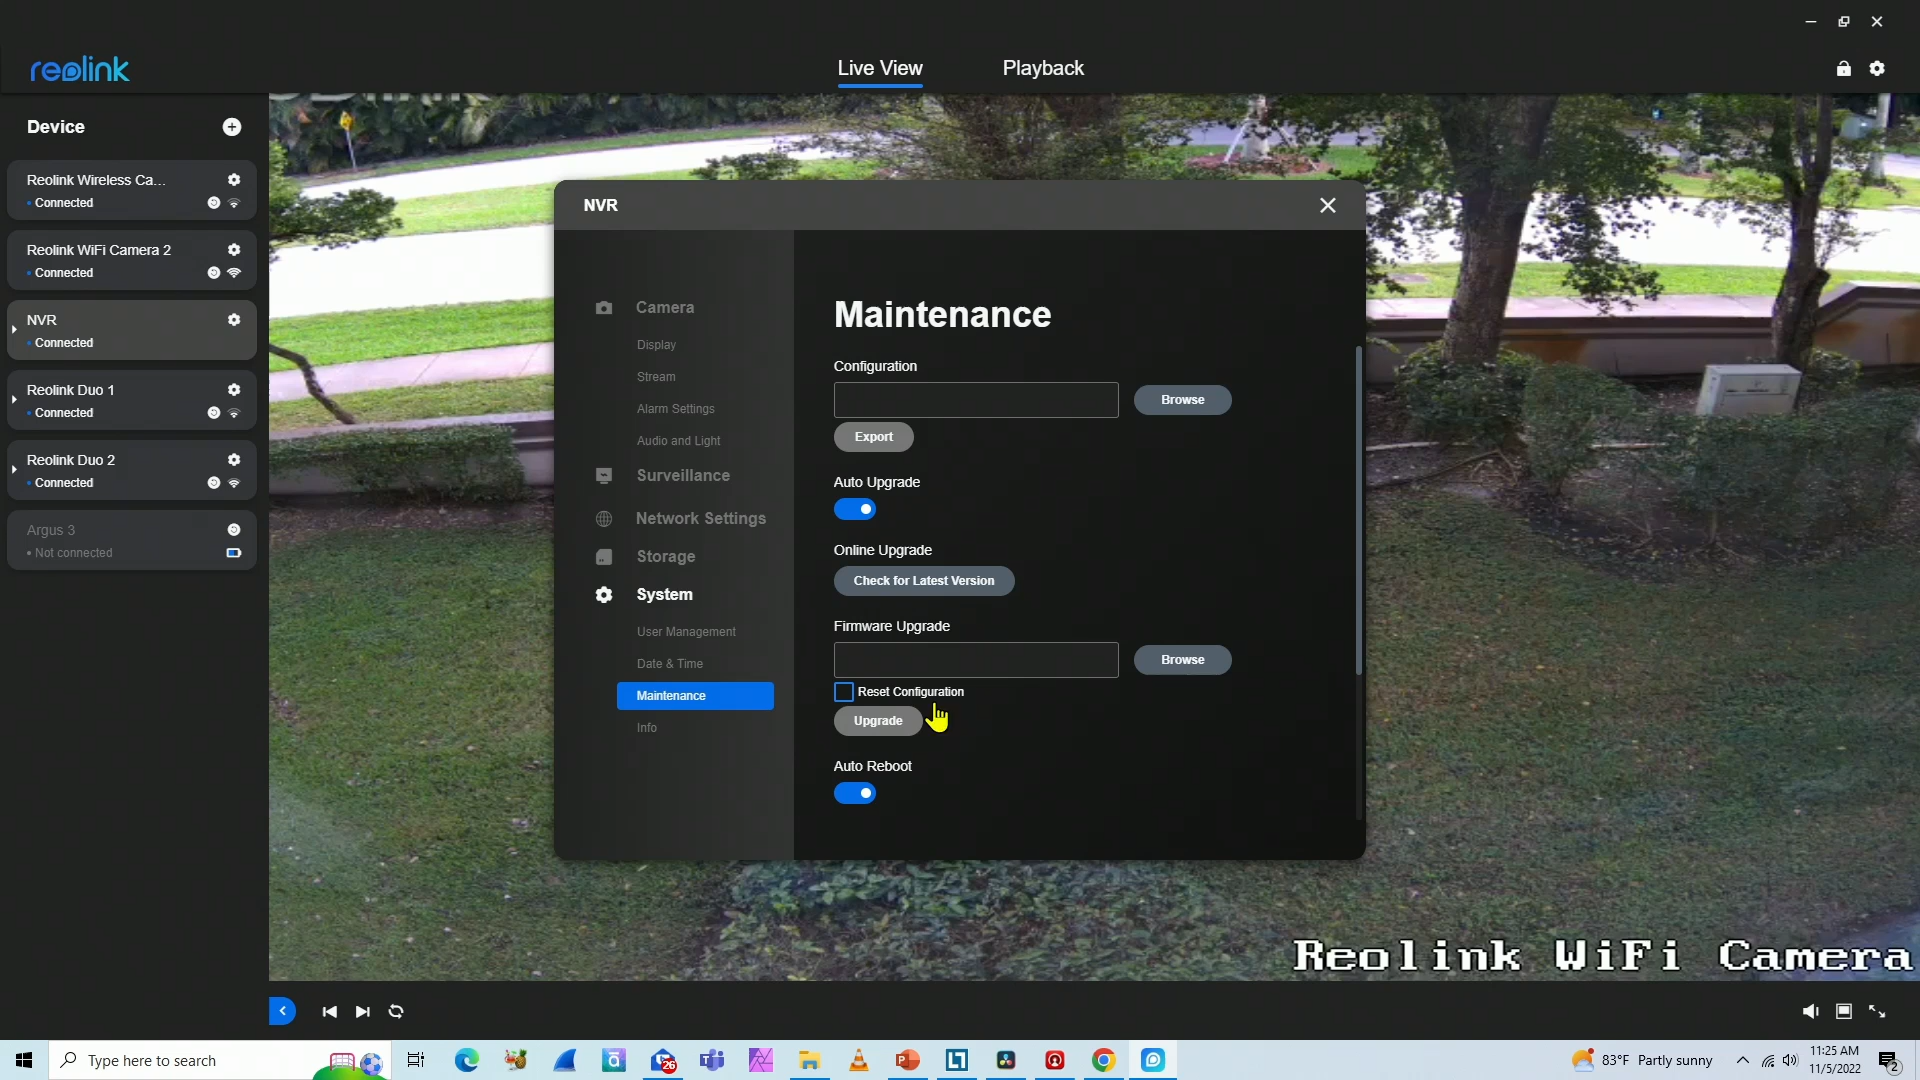 reolink
Live View
Playback
Device
Reolink Wireless Ca...
Connected
Reolink WiFi Camera 2
Connected
NVR
Connected
Reolink Duo 1
Connected
Reolink Duo 2
Connected
Argus 3
Not connected
NVR
Camera
Display
Stream
Alarm Settings
Audio and Light
Surveillance
Network Settings
Storage
System
User Management
Date & Time
Maintenance
Info
Maintenance
Configuration
Browse
Export
Auto Upgrade
Online Upgrade
Check for Latest Version
Firmware Upgrade
Browse
Reset Configuration
Upgrade
Auto Reboot
Reolink WiFi Camera
Type here to search
26
83°F Partly sunny
11:25 AM
11/5/2022
2